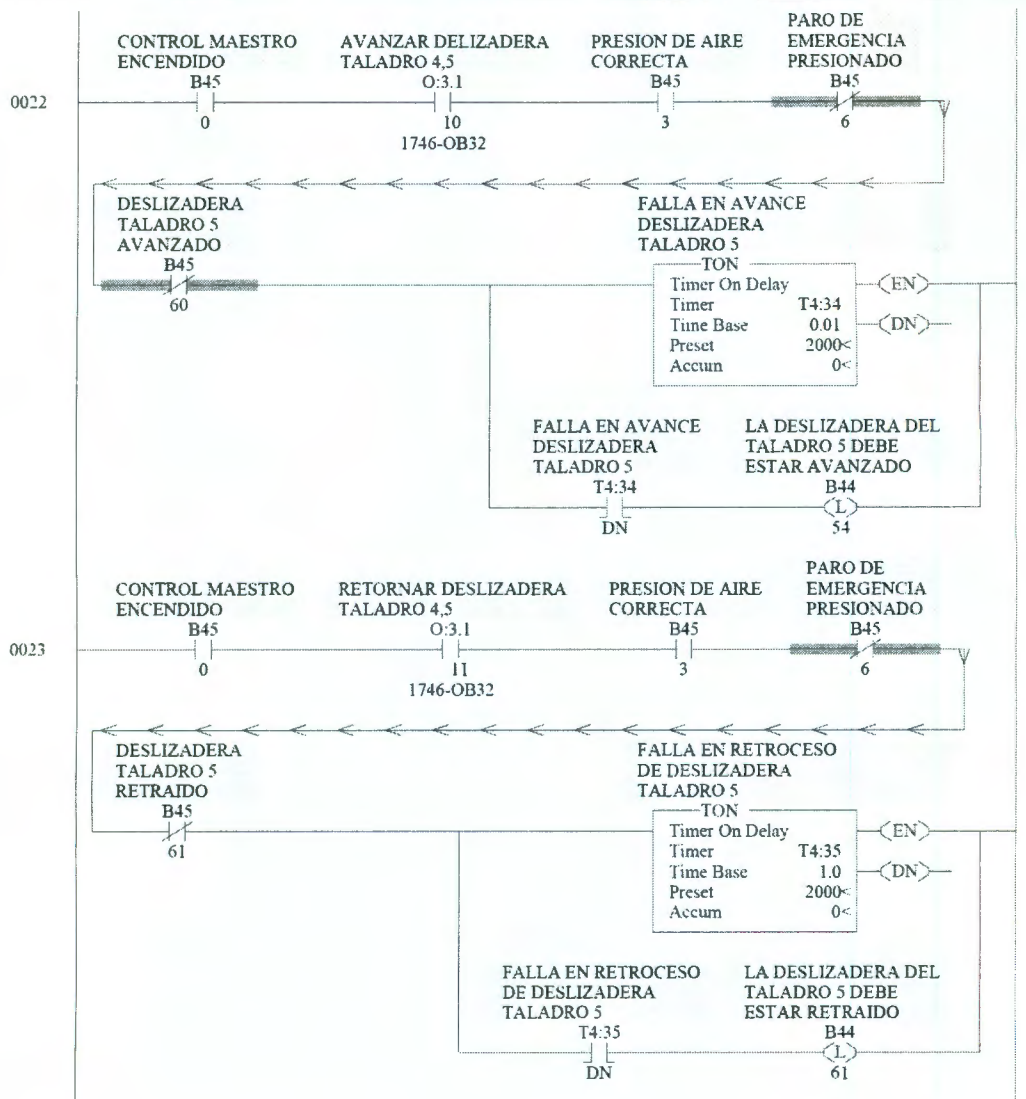 CONTROL MAESTRO
ENCENDIDO
B45
0
AVANZAR DELIZADERA
TALADRO 4,5
O:3.1
10
1746-OB32
PRESION DE AIRE
CORRECTA
B45
3
PARO DE
EMERGENCIA
PRESIONADO
B45
6
0022
DESLIZADERA
TALADRO 5
AVANZADO
B45
60
FALLA EN AVANCE
DESLIZADERA
TALADRO 5
TON
Timer On Delay
Timer T4:34
Time Base 0.01
Preset 2000<
Accum 0<
EN
DN
FALLA EN AVANCE
DESLIZADERA
TALADRO 5
T4:34
DN
LA DESLIZADERA DEL
TALADRO 5 DEBE
ESTAR AVANZADO
B44
L
54
CONTROL MAESTRO
ENCENDIDO
B45
0
RETORNAR DESLIZADERA
TALADRO 4,5
O:3.1
11
1746-OB32
PRESION DE AIRE
CORRECTA
B45
3
PARO DE
EMERGENCIA
PRESIONADO
B45
6
0023
DESLIZADERA
TALADRO 5
RETRAIDO
B45
61
FALLA EN RETROCESO
DE DESLIZADERA
TALADRO 5
TON
Timer On Delay
Timer T4:35
Time Base 1.0
Preset 2000<
Accum 0<
EN
DN
FALLA EN RETROCESO
DE DESLIZADERA
TALADRO 5
T4:35
DN
LA DESLIZADERA DEL
TALADRO 5 DEBE
ESTAR RETRAIDO
B44
L
61